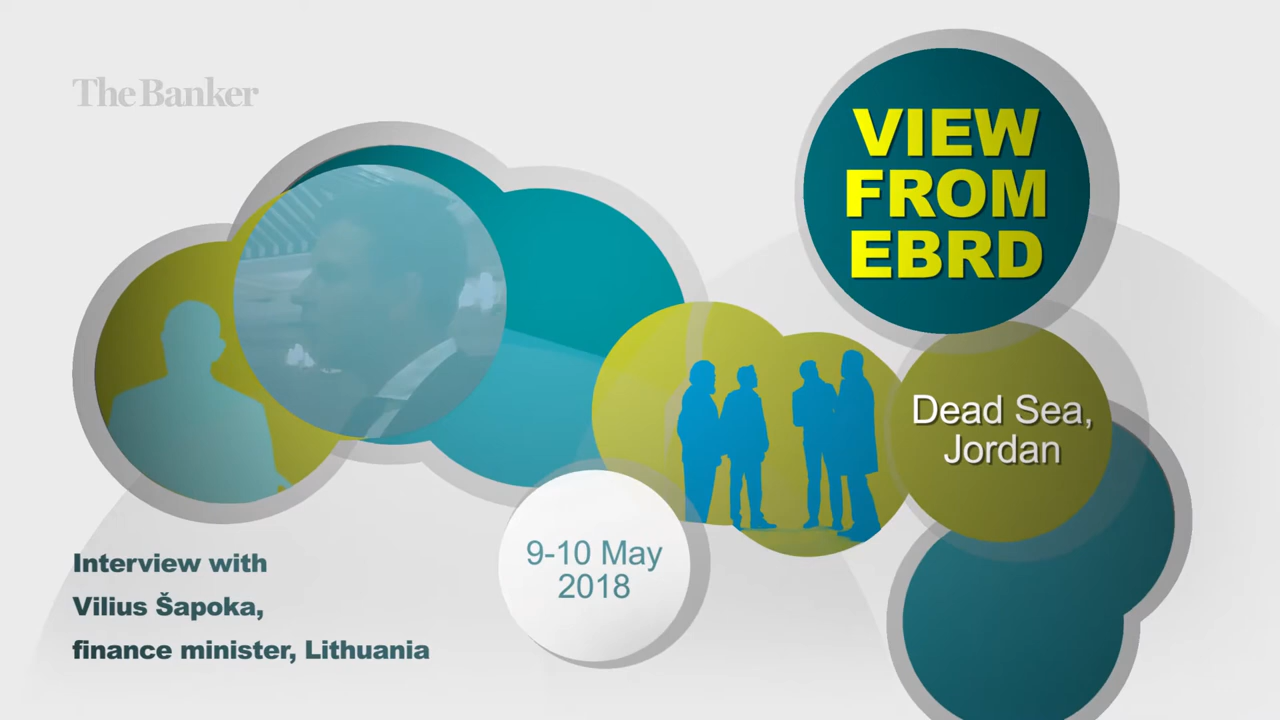 The Banker
VIEW
FROM
EBRD
Dead Sea,
Jordan
9-10 May
2018
Interview with
Vilius Šapoka,
finance minister, Lithuania